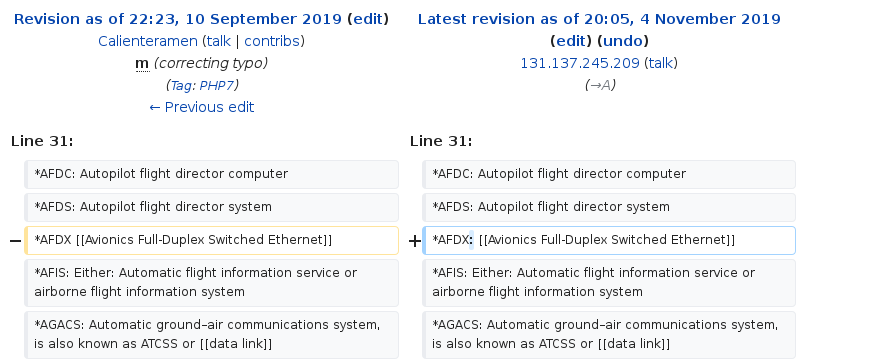 Revision as of 22:23, 10 September 2019 (edit)
Calienteramen (talk | contribs)
m (correcting typo)
(Tag: PHP7)
← Previous edit
Latest revision as of 20:05, 4 November 2019
(edit) (undo)
131.137.245.209 (talk)
(→A)
Line 31:
Line 31:
*AFDC: Autopilot flight director computer
*AFDC: Autopilot flight director computer
*AFDS: Autopilot flight director system
*AFDS: Autopilot flight director system
− *AFDX [[Avionics Full-Duplex Switched Ethernet]]
+ *AFDX: [[Avionics Full-Duplex Switched Ethernet]]
*AFIS: Either: Automatic flight information service or
airborne flight information system
*AFIS: Either: Automatic flight information service or
airborne flight information system
*AGACS: Automatic ground–air communications system,
is also known as ATCSS or [[data link]]
*AGACS: Automatic ground–air communications system,
is also known as ATCSS or [[data link]]